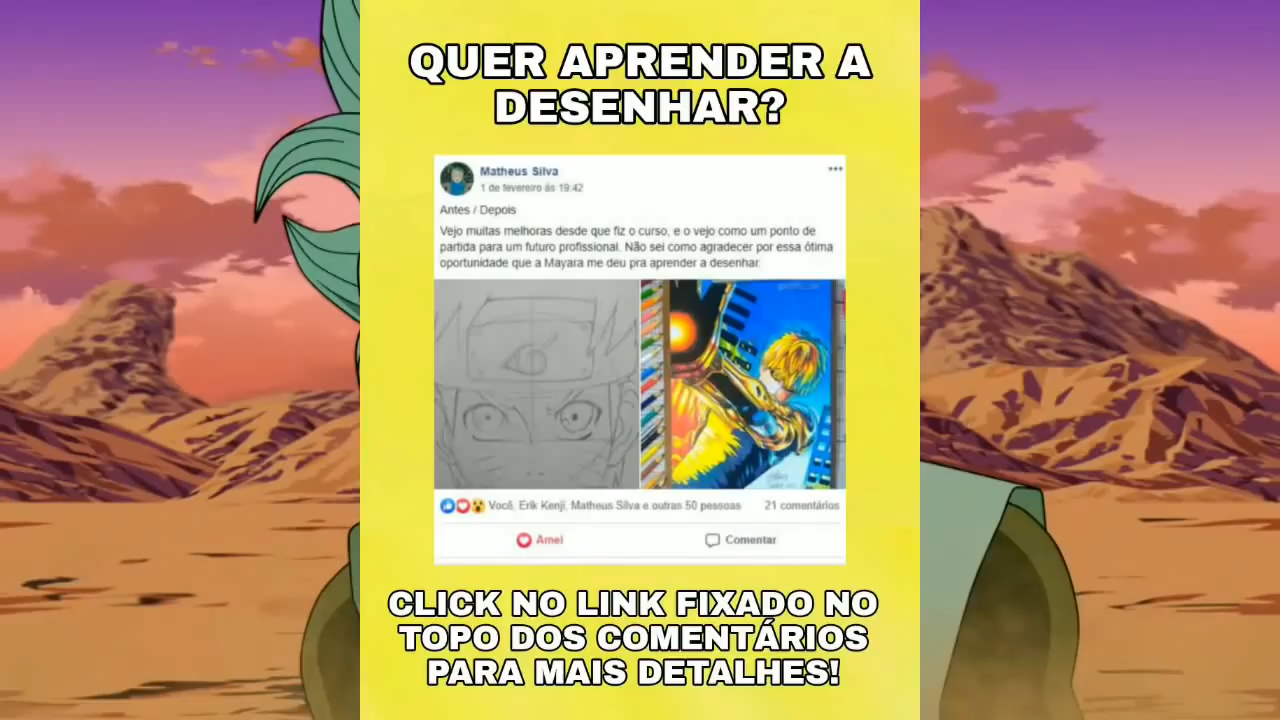 QUER APRENDER A
DESENHAR?
Matheus Silva
1 de fevereiro às 19:42
Antes / Depois
Vejo muitas melhoras desde que fiz o curso, e o vejo como um ponto de
partida para um futuro profissional. Não sei como agradecer por essa ótima
oportunidade que a Mayara me deu pra aprender a desenhar.
Você, Erik Kenji, Matheus Silva e outras 50 pessoas
21 comentários
Amei
Comentar
CLICK NO LINK FIXADO NO
TOPO DOS COMENTÁRIOS
PARA MAIS DETALHES!